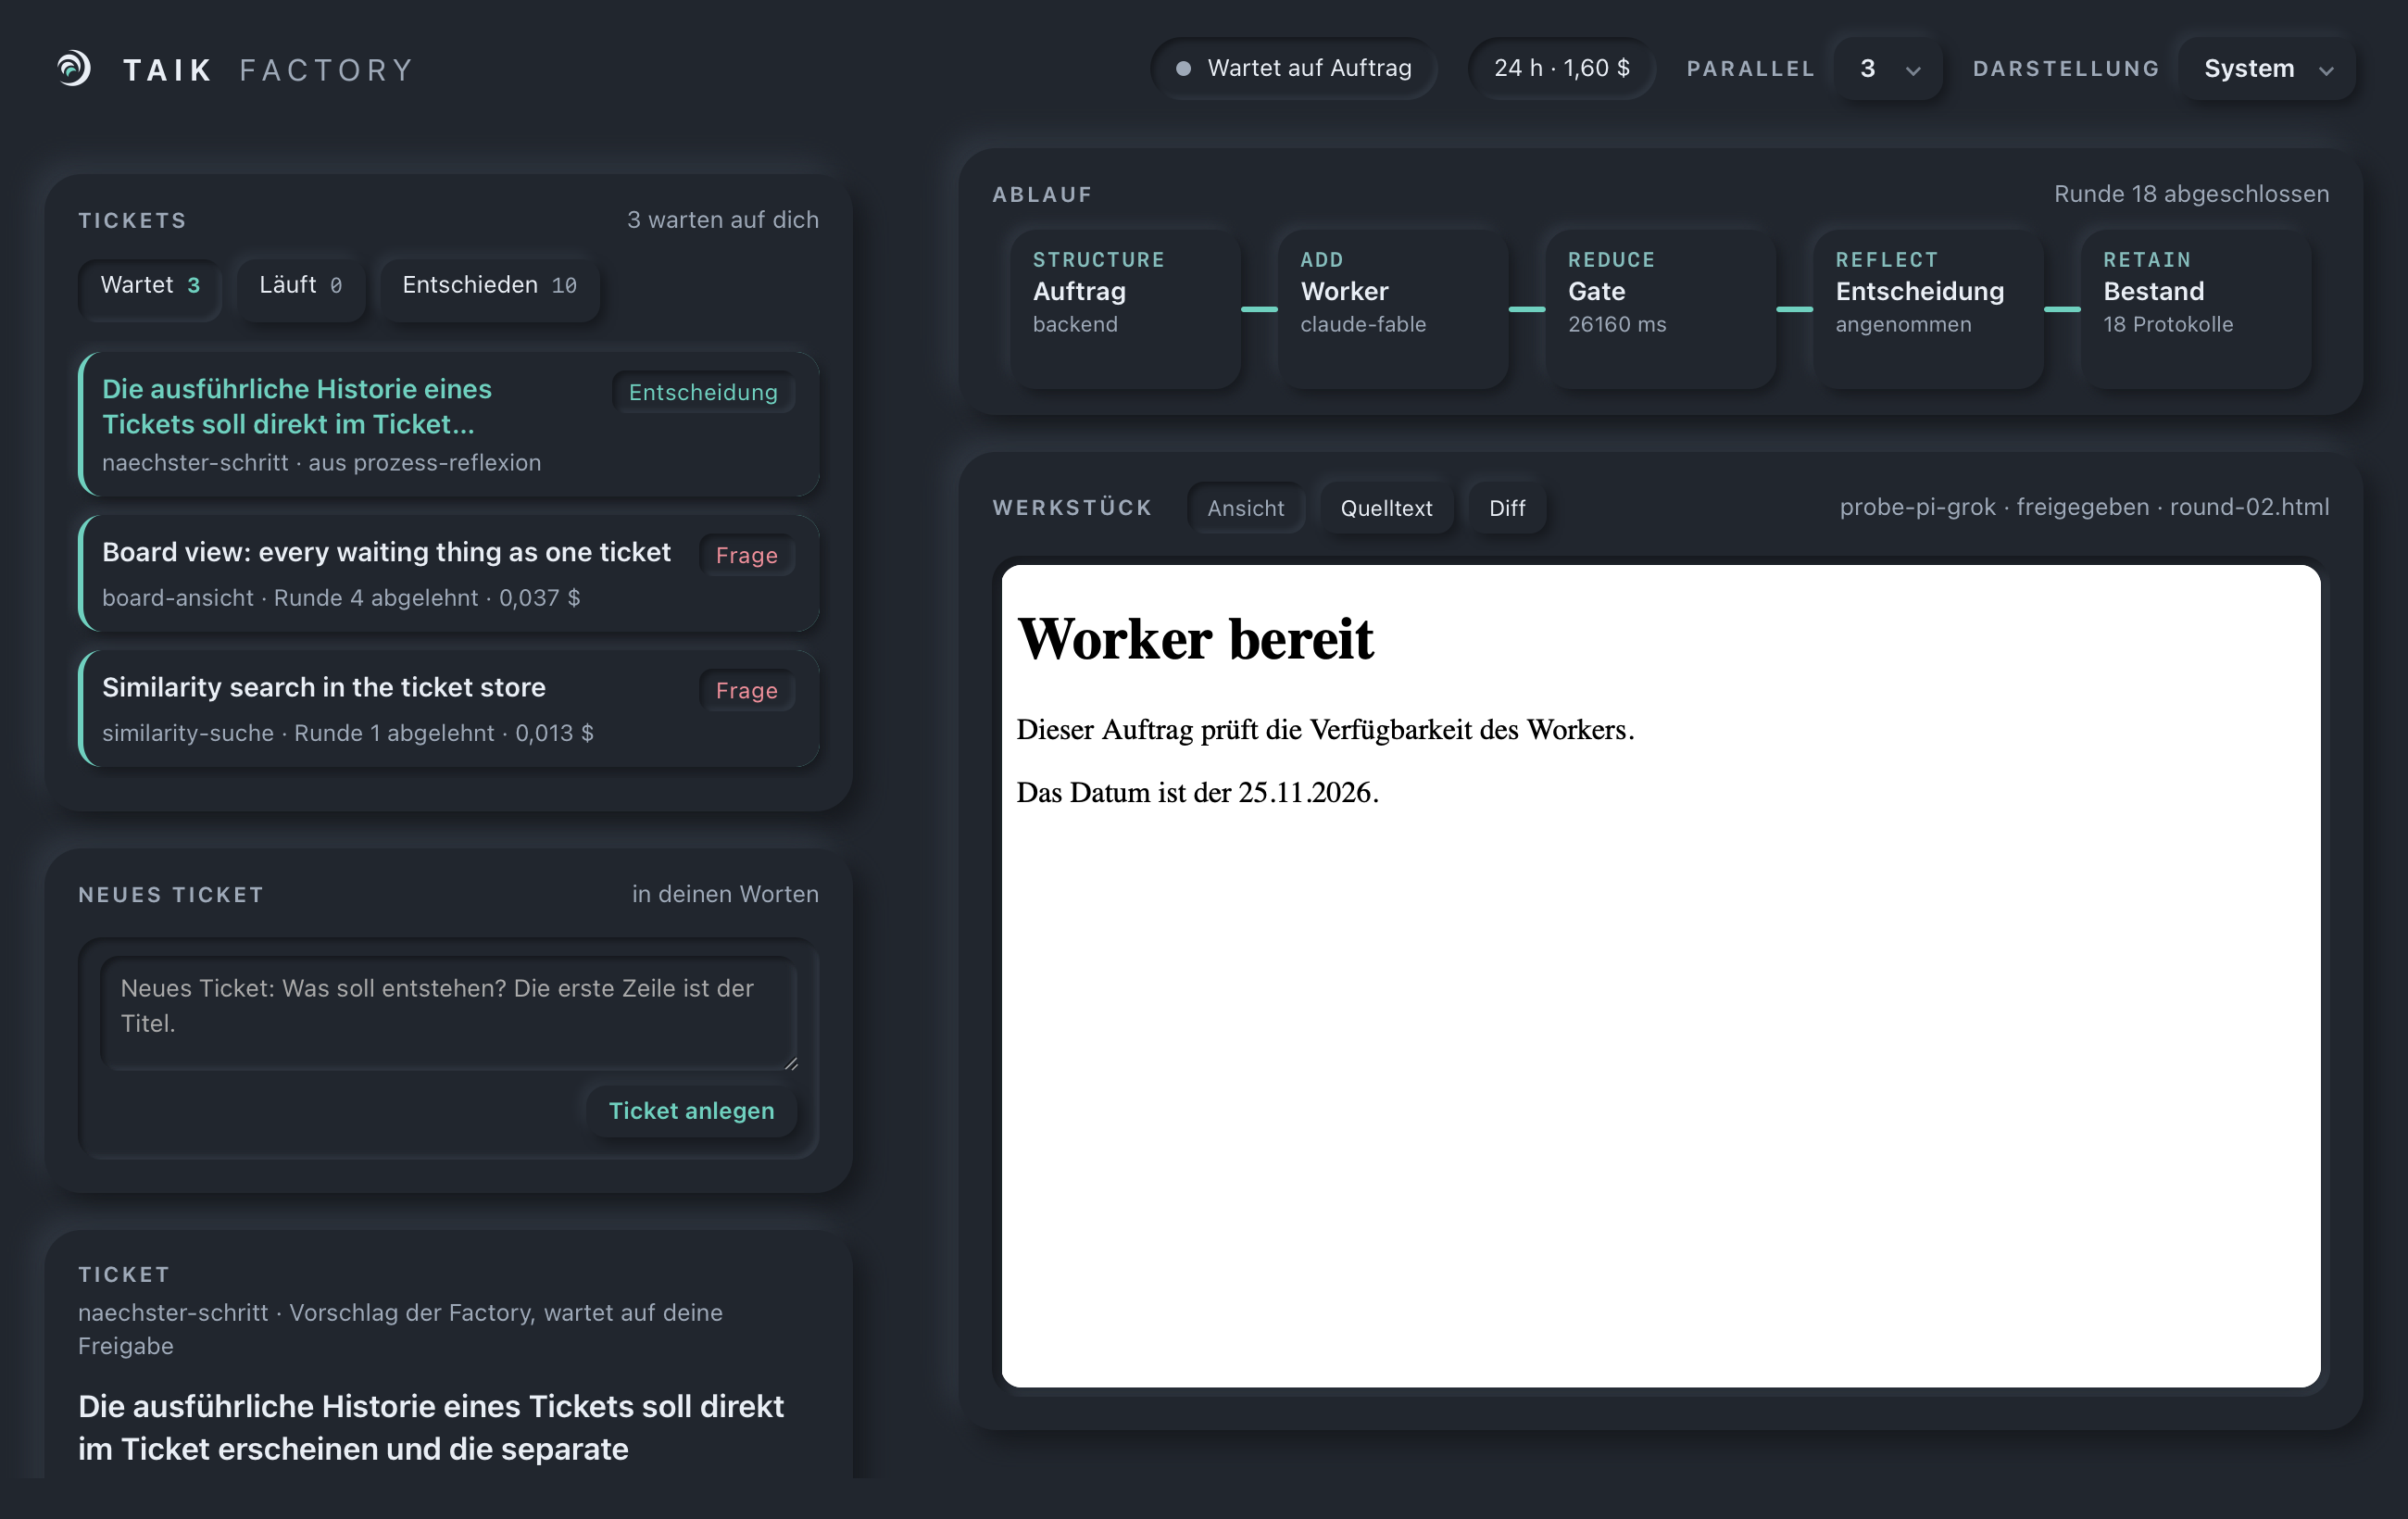 TAIK FACTORY
Wartet auf Auftrag
24 h · 1,60 $
PARALLEL
3
DARSTELLUNG
System
TICKETS
3 warten auf dich
Wartet 3
Läuft 0
Entschieden 10
Die ausführliche Historie eines
Tickets soll direkt im Ticket…
Entscheidung
naechster-schritt · aus prozess-reflexion
Board view: every waiting thing as one ticket
Frage
board-ansicht · Runde 4 abgelehnt · 0,037 $
Similarity search in the ticket store
Frage
similarity-suche · Runde 1 abgelehnt · 0,013 $
NEUES TICKET
in deinen Worten
Neues Ticket: Was soll entstehen? Die erste Zeile ist der
Titel.
Ticket anlegen
TICKET
naechster-schritt · Vorschlag der Factory, wartet auf deine
Freigabe
Die ausführliche Historie eines Tickets soll direkt
im Ticket erscheinen und die separate
ABLAUF
Runde 18 abgeschlossen
STRUCTURE
Auftrag
backend
ADD
Worker
claude-fable
REDUCE
Gate
26160 ms
REFLECT
Entscheidung
angenommen
RETAIN
Bestand
18 Protokolle
WERKSTÜCK
Ansicht
Quelltext
Diff
probe-pi-grok · freigegeben · round-02.html
Worker bereit
Dieser Auftrag prüft die Verfügbarkeit des Workers.
Das Datum ist der 25.11.2026.